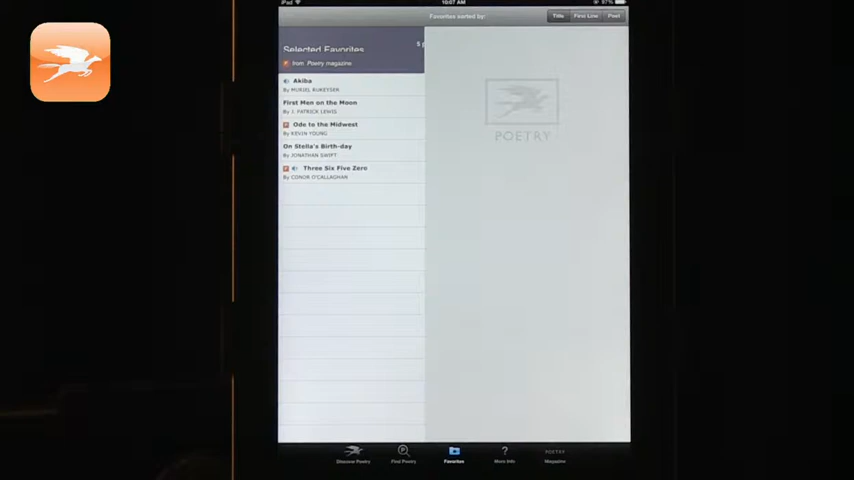 iPad 10:07 AM 87%
Favorites sorted by: Title First Line Poet
Selected Favorites 5 p
P from Poetry magazine
Akiba
By MURIEL RUKEYSER
First Men on the Moon
By J. PATRICK LEWIS
P Ode to the Midwest
By KEVIN YOUNG
On Stella's Birth-day
By JONATHAN SWIFT
P Three Six Five Zero
By CONOR O'CALLAGHAN
POETRY
Discover Poetry Find Poetry Favorites More Info Magazine
P ? POETRY